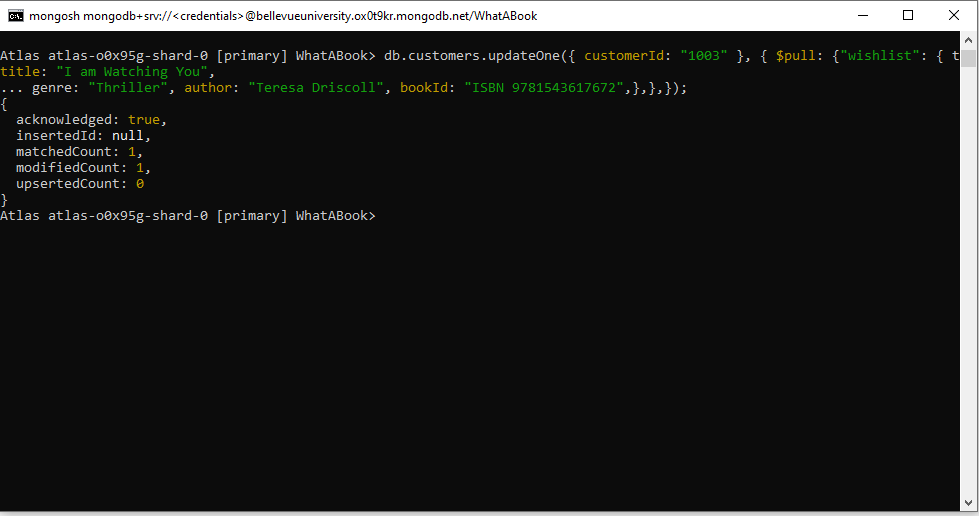 mongosh mongodb+srv://<credentials>@bellevueuniversity.ox0t9kr.mongodb.net/WhatABook
Atlas atlas-o0x95g-shard-0 [primary] WhatABook> db.customers.updateOne({ customerId: "1003" }, { $pull: {"wishlist": { t
title: "I am Watching You",
... genre: "Thriller", author: "Teresa Driscoll", bookId: "ISBN 9781543617672",},},});
{
  acknowledged: true,
  insertedId: null,
  matchedCount: 1,
  modifiedCount: 1,
  upsertedCount: 0
}
Atlas atlas-o0x95g-shard-0 [primary] WhatABook>